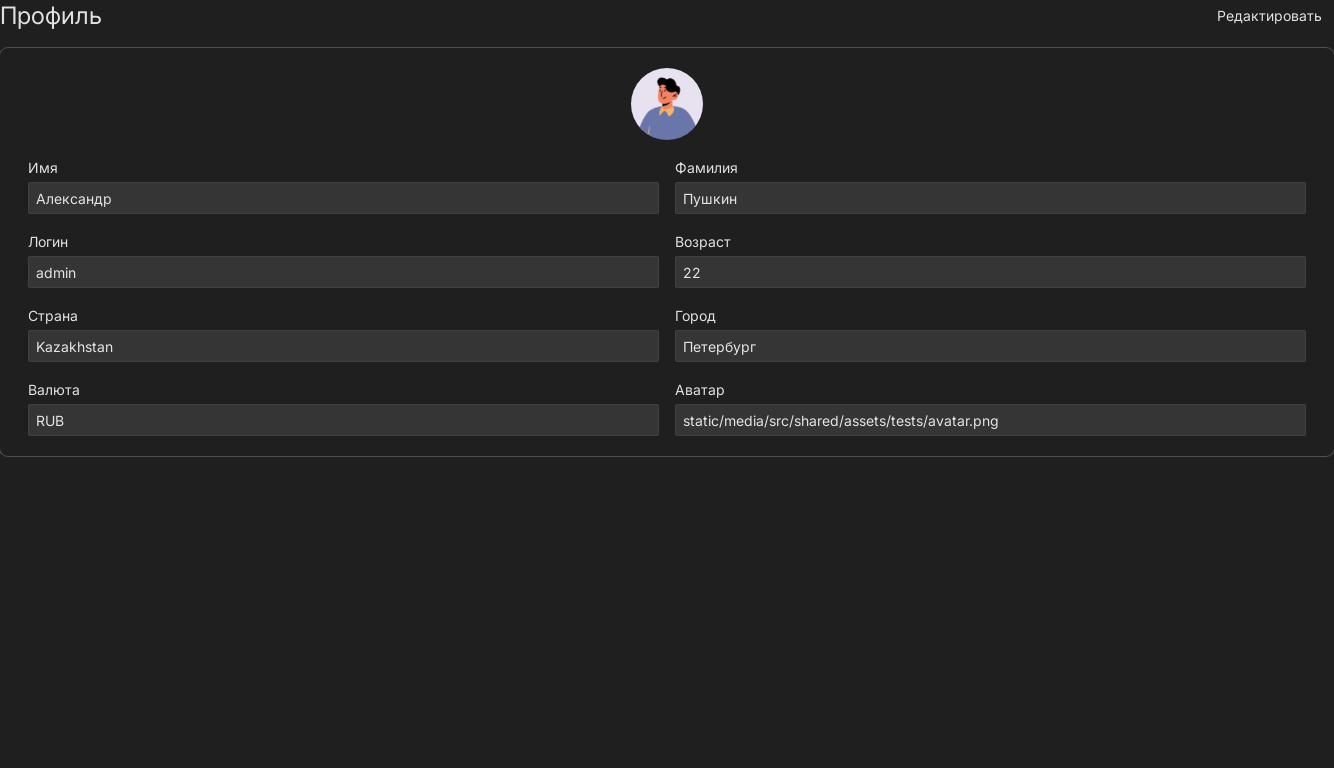 Профиль
Редактировать
Имя
Фамилия
Александр
Пушкин
Логин
Возраст
admin
22
Страна
Город
Kazakhstan
Петербург
Валюта
Аватар
RUB
static/media/src/shared/assets/tests/avatar.png